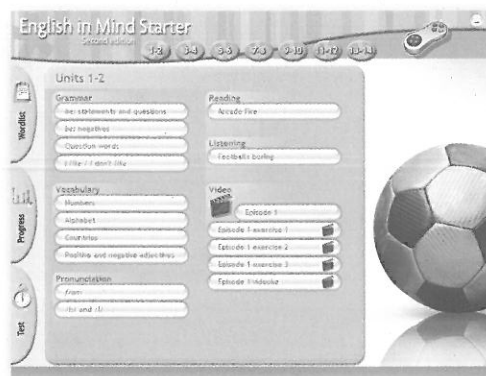 English in Mind Starter
Second edition
1-2 3-4 5-6 7-8 9-10 11-12 13-14
Units 1-2
Grammar
be: statements and questions
be: negatives
Question words
I like / I don't like
Vocabulary
Numbers
Alphabet
Countries
Positive and negative adjectives
Pronunciation
from
Reading
Arcade Fire
Listening
Football's boring
Video
Episode 1
Episode 1 exercise 1
Episode 1 exercise 2
Episode 1 exercise 3
Episode 1 videoke
Wordlist
Progress
Test